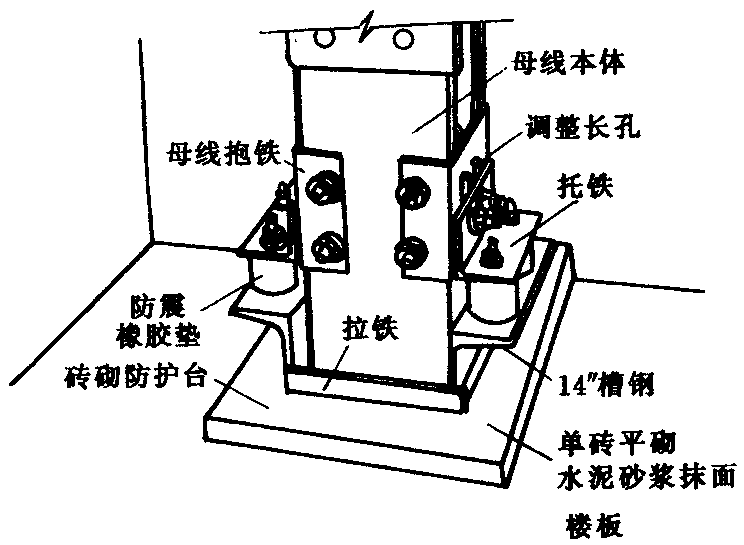 母线本体
调整长孔
母线抱铁
托铁
防震
橡胶垫
拉铁
砖砌防护台
14″槽钢
单砖平砌
水泥砂浆抹面
楼板